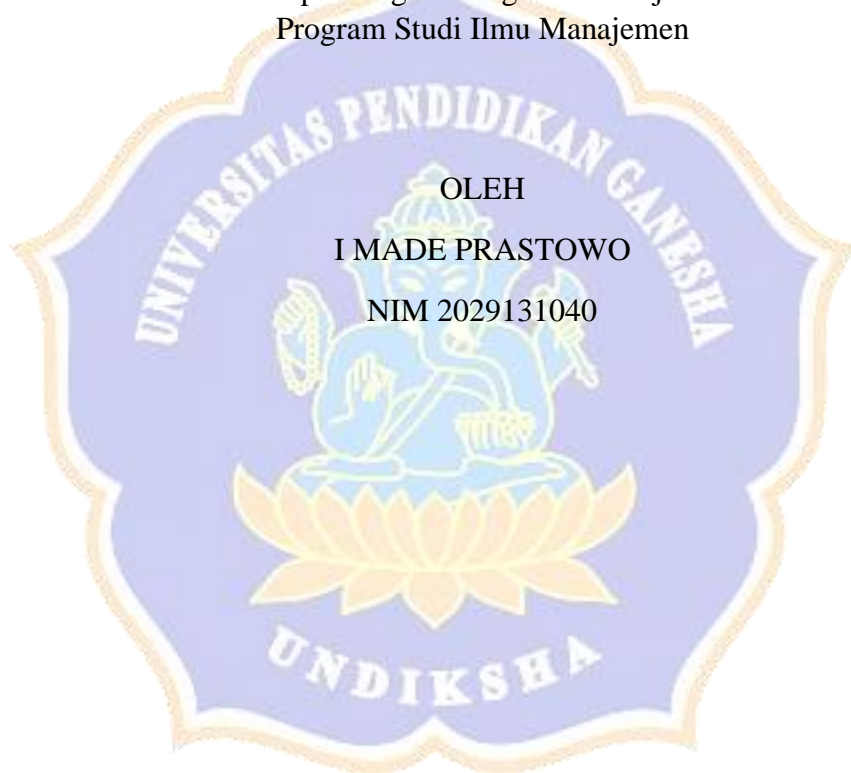 Program Studi Ilmu Manajemen
UNIVERSITAS PENDIDIKAN GANESHA
OLEH
I MADE PRASTOWO
NIM 2029131040
UNDIKSHA